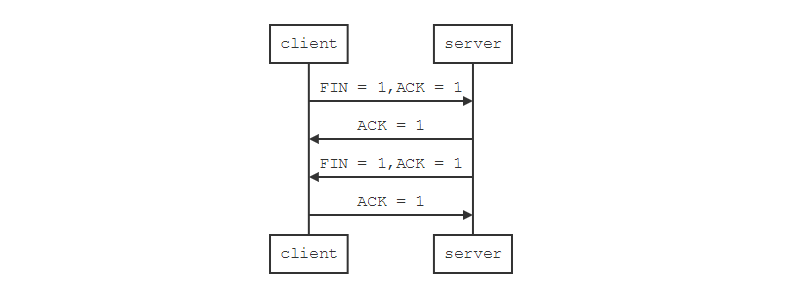 client server
FIN = 1,ACK = 1
ACK = 1
FIN = 1,ACK = 1
ACK = 1
client server